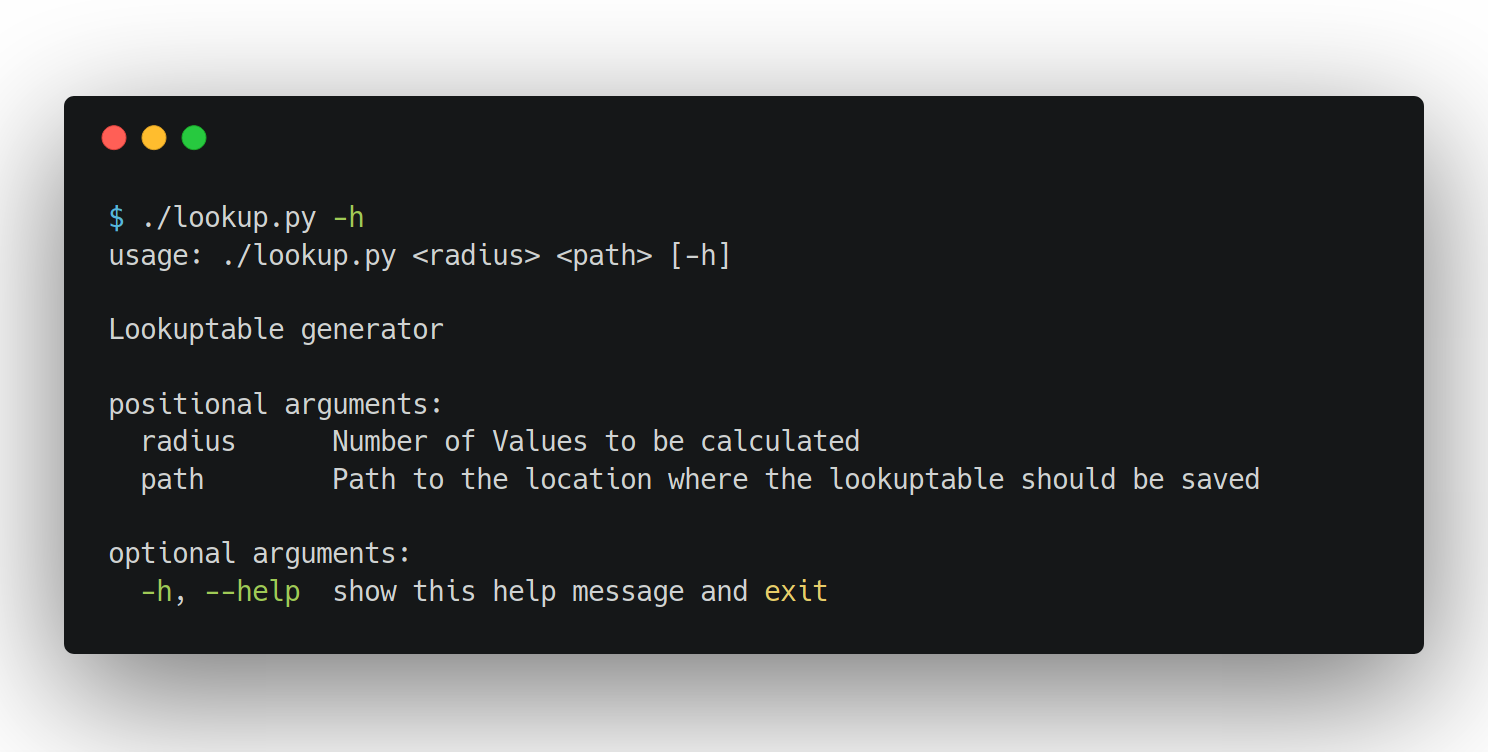 $ ./lookup.py -h
usage: ./lookup.py <radius> <path> [-h]
Lookuptable generator
positional arguments:
radius Number of Values to be calculated
path Path to the location where the lookuptable should be saved
optional arguments:
-h, --help show this help message and exit